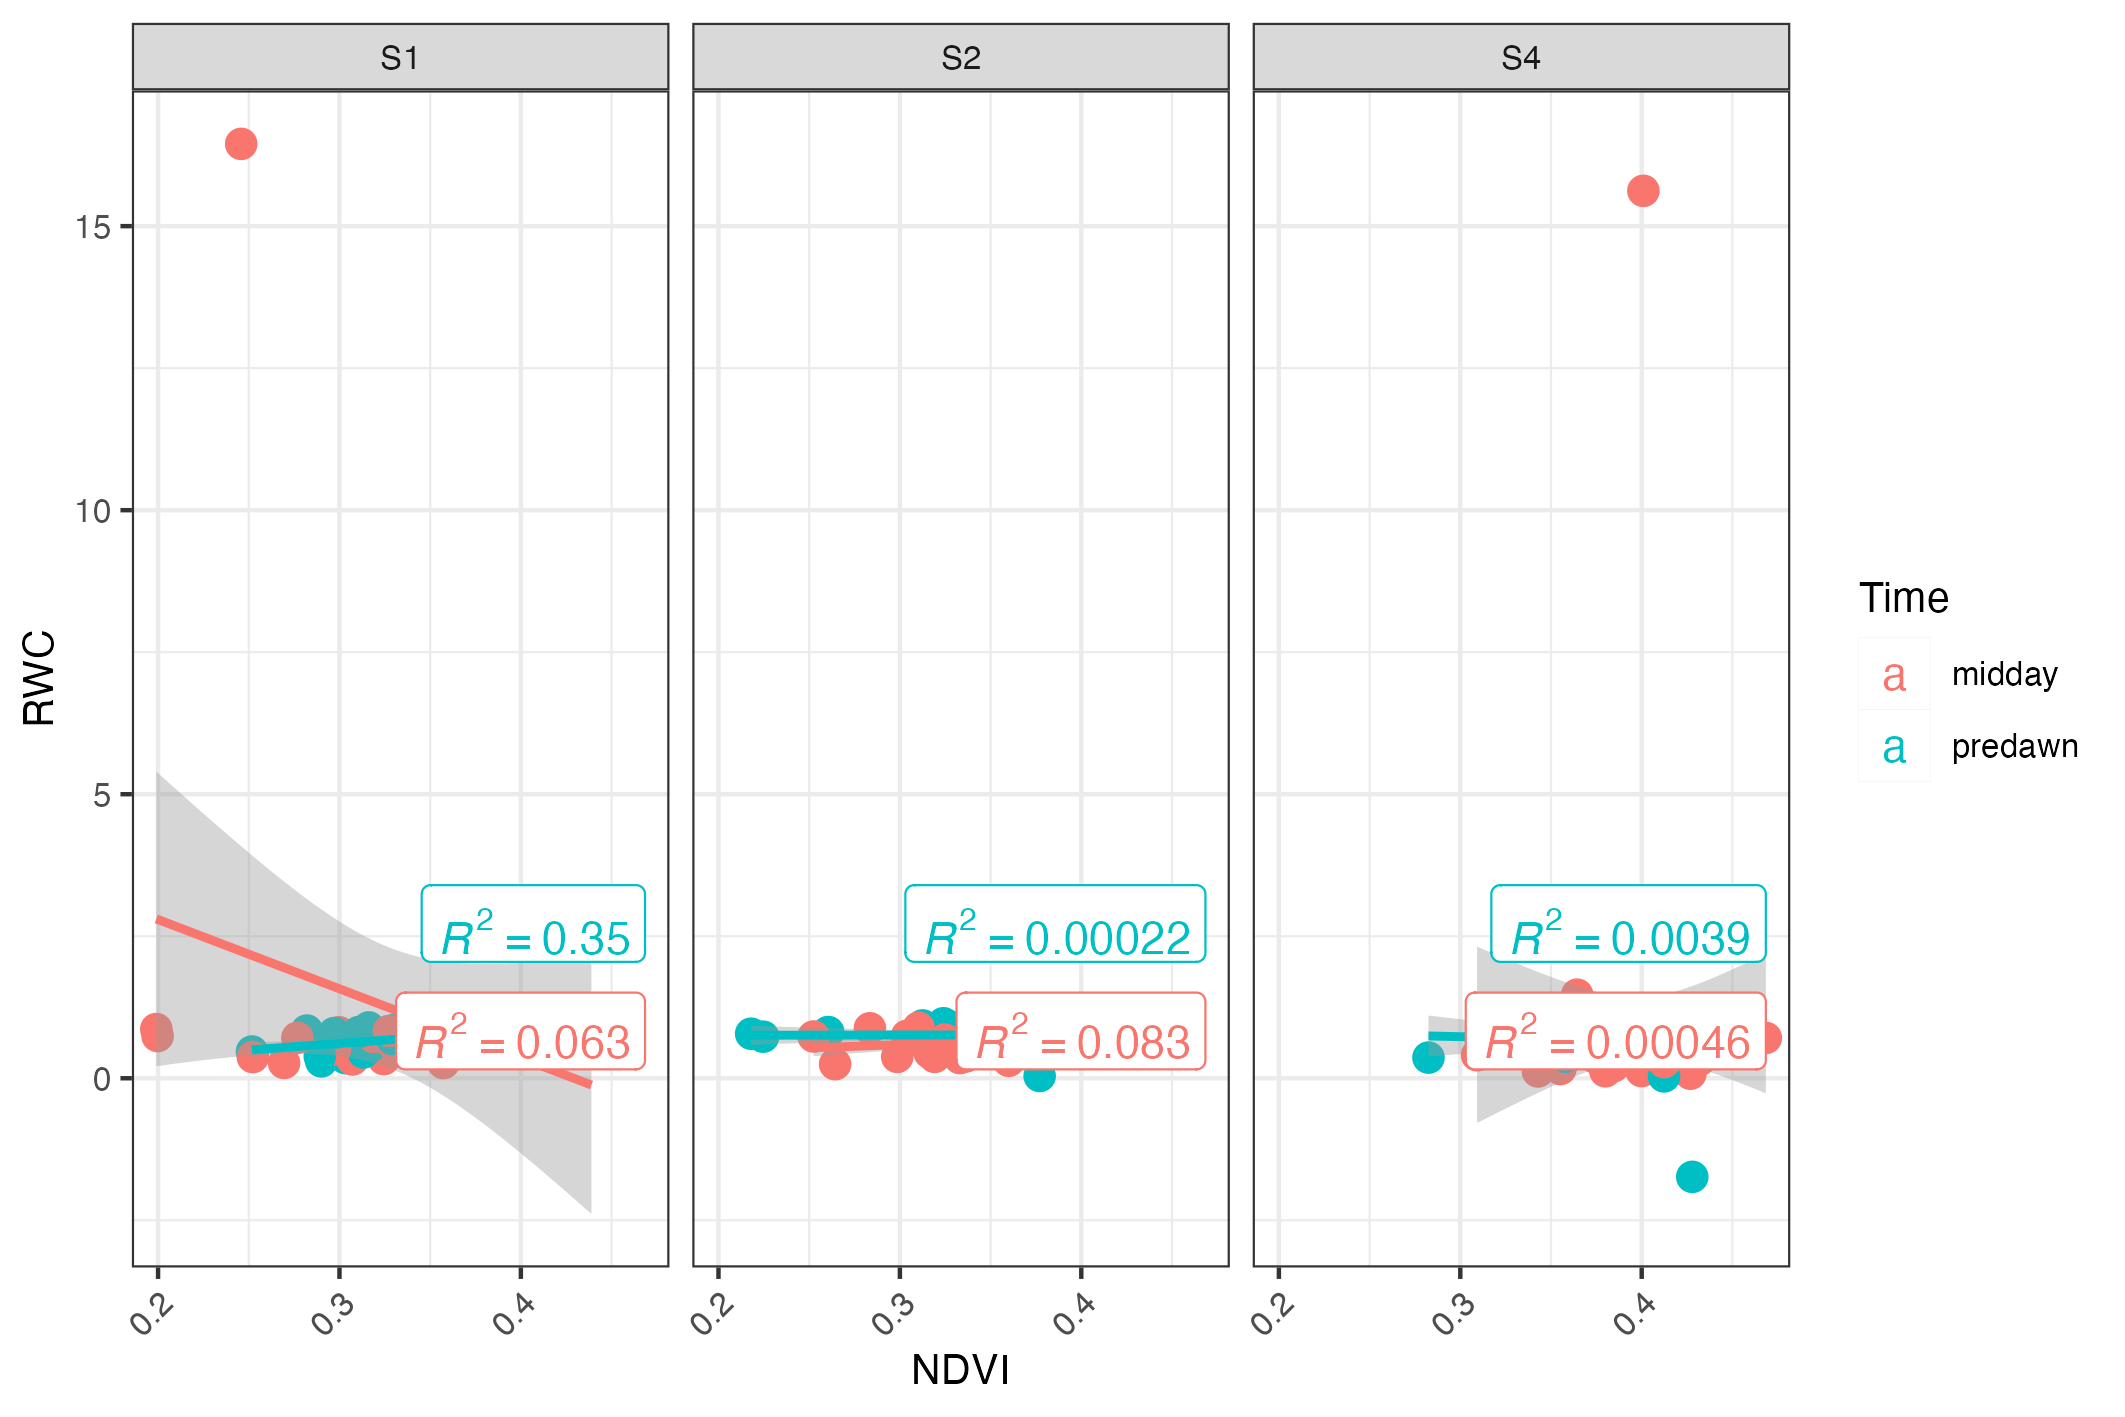 S1
S2
S4
15
10
5
0
RWC
R² = 0.35
R² = 0.00022
R² = 0.0039
R² = 0.063
R² = 0.083
R² = 0.00046
0.2
0.3
0.4
0.2
0.3
0.4
0.2
0.3
0.4
NDVI
Time
a midday
a predawn